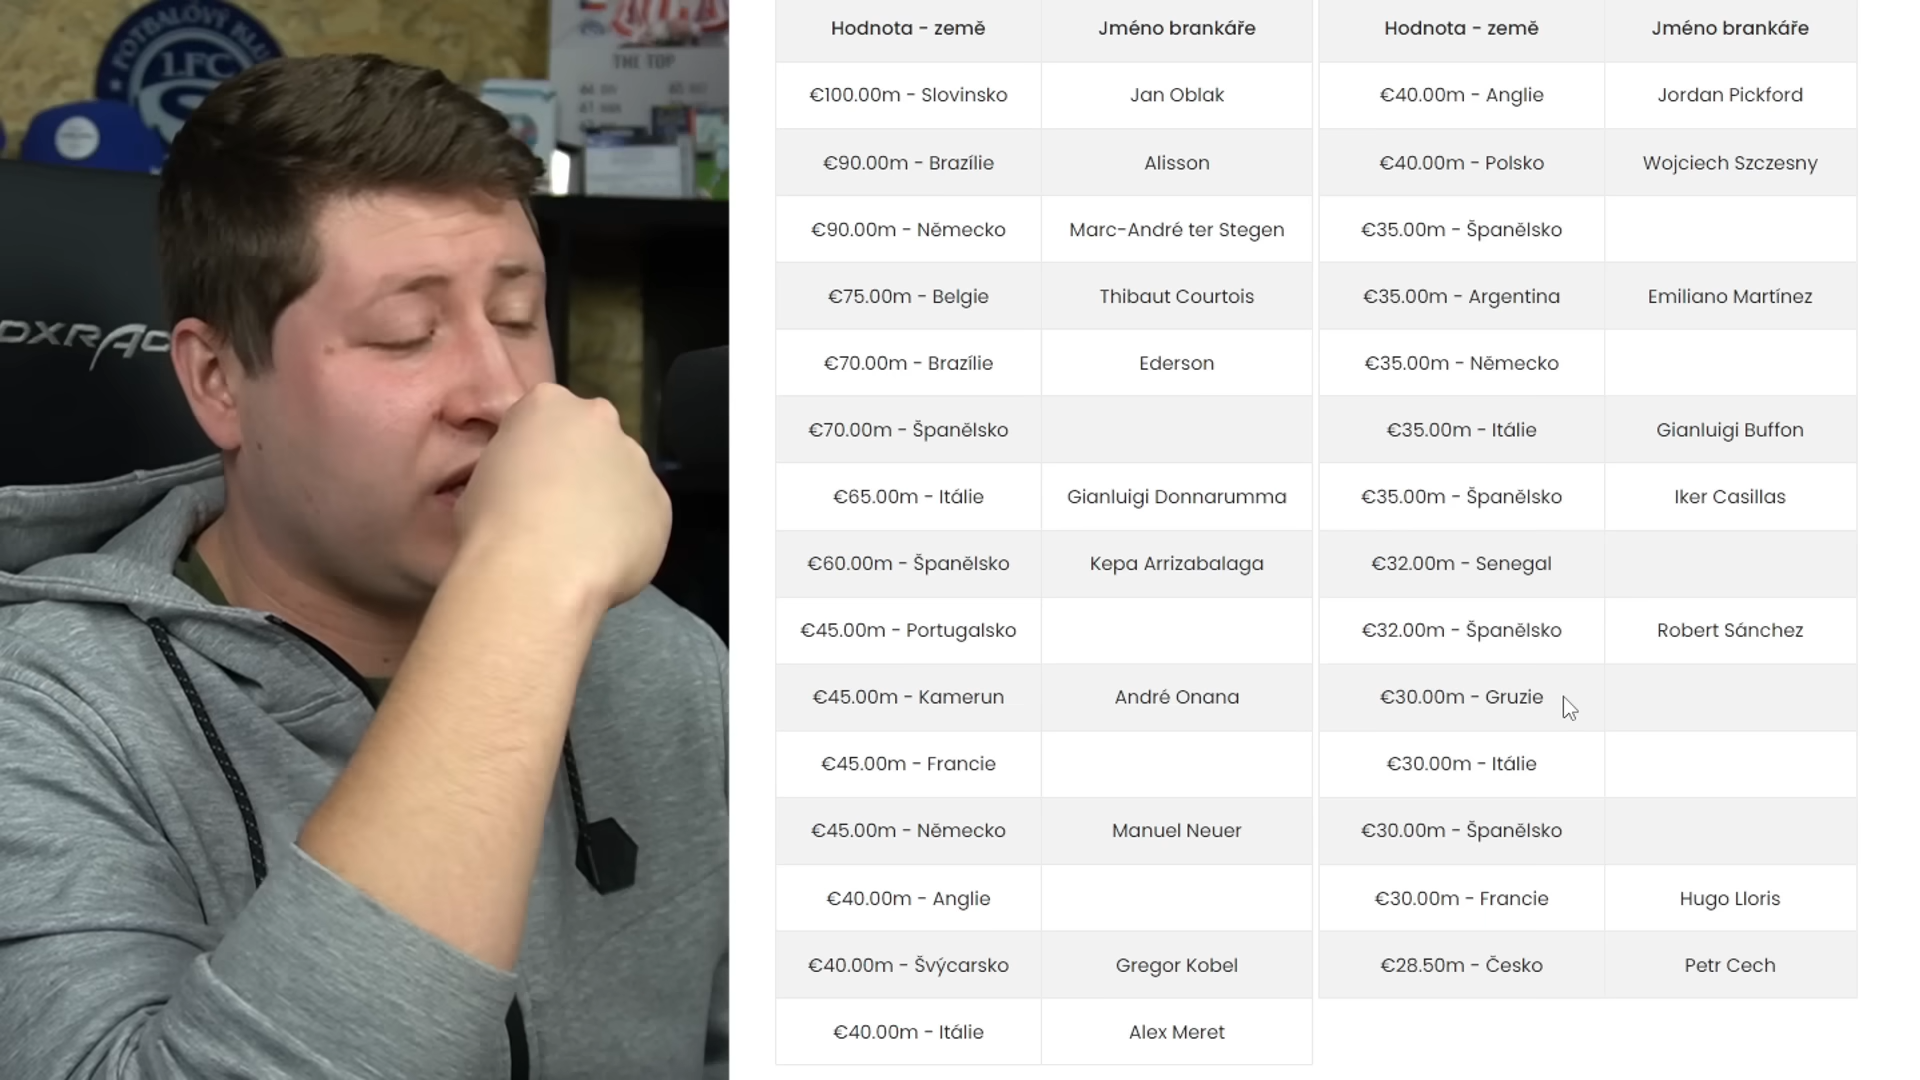 FOTBALOVÝ KLUB
1.FC
THE TOP
DXRAC
Hodnota - země Jméno brankáře
€100.00m - Slovinsko Jan Oblak
€90.00m - Brazílie Alisson
€90.00m - Německo Marc-André ter Stegen
€75.00m - Belgie Thibaut Courtois
€70.00m - Brazílie Ederson
€70.00m - Španělsko
€65.00m - Itálie Gianluigi Donnarumma
€60.00m - Španělsko Kepa Arrizabalaga
€45.00m - Portugalsko
€45.00m - Kamerun André Onana
€45.00m - Francie
€45.00m - Německo Manuel Neuer
€40.00m - Anglie
€40.00m - Švýcarsko Gregor Kobel
€40.00m - Itálie Alex Meret
Hodnota - země Jméno brankáře
€40.00m - Anglie Jordan Pickford
€40.00m - Polsko Wojciech Szczesny
€35.00m - Španělsko
€35.00m - Argentina Emiliano Martínez
€35.00m - Německo
€35.00m - Itálie Gianluigi Buffon
€35.00m - Španělsko Iker Casillas
€32.00m - Senegal
€32.00m - Španělsko Robert Sánchez
€30.00m - Gruzie
€30.00m - Itálie
€30.00m - Španělsko
€30.00m - Francie Hugo Lloris
€28.50m - Česko Petr Cech